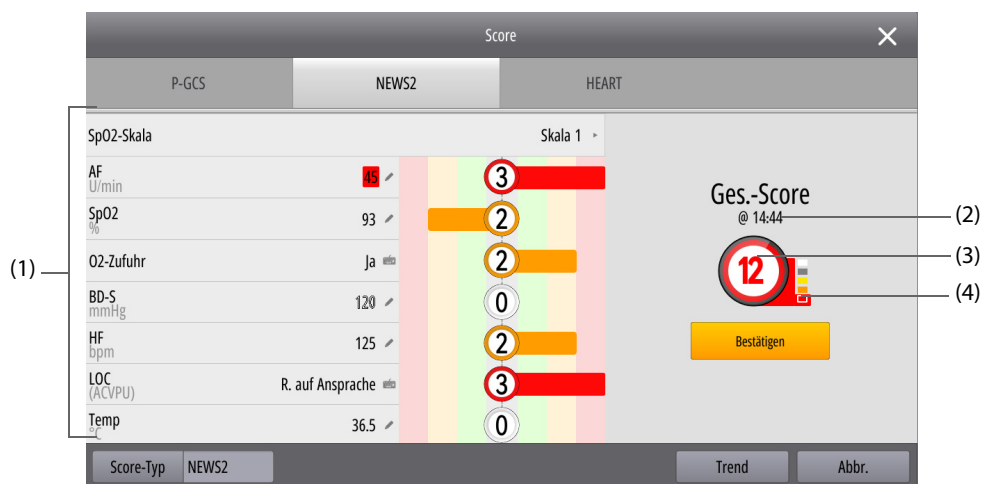 Score
P-GCS NEWS2 HEART
SpO2-Skala Skala 1
AF 45 3
U/min
SpO2 93 2
%
O2-Zufuhr Ja 2
BD-S 120 0
mmHg
HF 125 2
bpm
LOC R. auf Ansprache 3
(ACVPU)
Temp 36.5 0
°C
Ges.-Score
@ 14:44
12
Bestätigen
Score-Typ NEWS2 Trend Abbr.
(1)
(2)
(3)
(4)